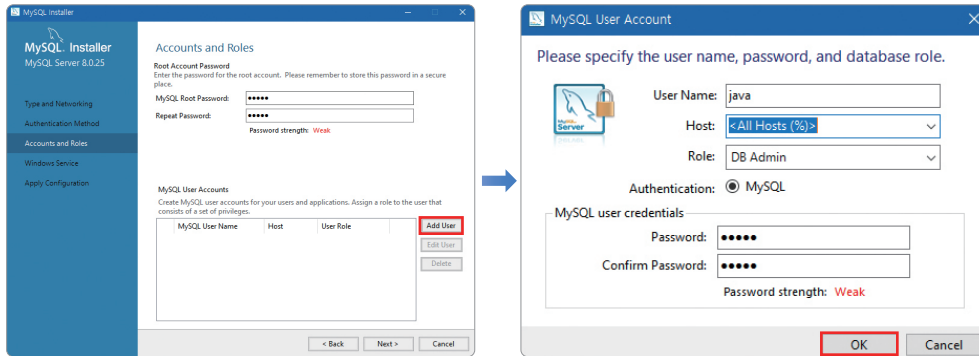 MySQL Installer
MySQL. Installer
MySQL Server 8.0.25
Type and Networking
Authentication Method
Accounts and Roles
Windows Service
Apply Configuration
Accounts and Roles
Root Account Password
Enter the password for the root account. Please remember to store this password in a secure
place.
MySQL Root Password: •••••
Repeat Password: •••••
Password strength: Weak
MySQL User Accounts
Create MySQL user accounts for your users and applications. Assign a role to the user that
consists of a set of privileges.
MySQL User Name Host User Role
Add User
Edit User
Delete
< Back Next > Cancel
MySQL User Account
Please specify the user name, password, and database role.
MySQL
Server
User Name: java
Host: <All Hosts (%)>
Role: DB Admin
Authentication: MySQL
MySQL user credentials
Password: •••••
Confirm Password: •••••
Password strength: Weak
OK Cancel